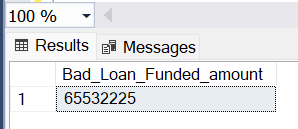 100 %
Results Messages
Bad_Loan_Funded_amount
1 65532225